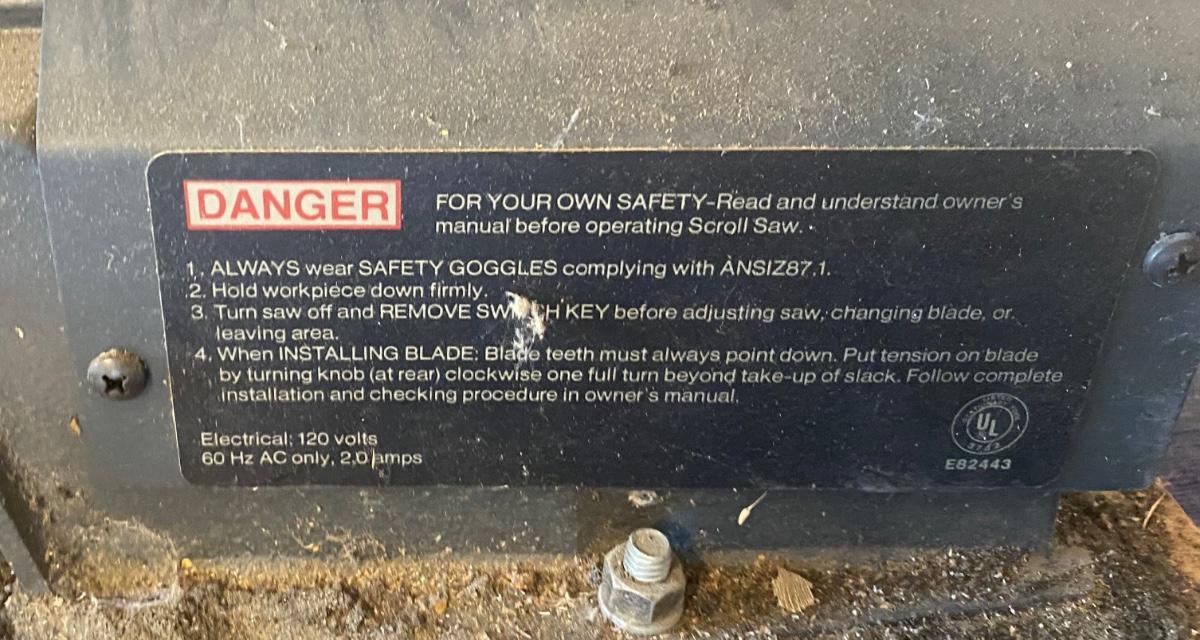 DANGER
FOR YOUR OWN SAFETY-Read and understand owner's
manual before operating Scroll Saw.
1. ALWAYS wear SAFETY GOGGLES complying with ANSIZ87.1.
2. Hold workpiece down firmly.
3. Turn saw off and REMOVE SWITCH KEY before adjusting saw, changing blade, or
leaving area.
4. When INSTALLING BLADE: Blade teeth must always point down. Put tension on blade
by turning knob (at rear) clockwise one full turn beyond take-up of slack. Follow complete
installation and checking procedure in owner's manual.
Electrical: 120 volts
60 Hz AC only, 2.0 amps
UL
E82443